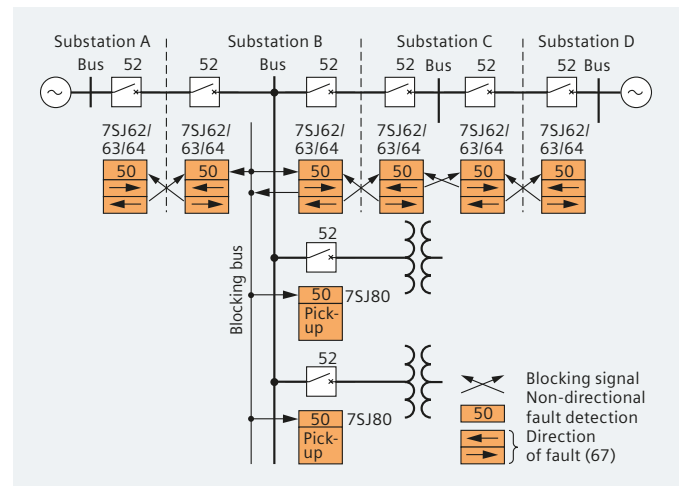 Substation A Substation B Substation C Substation D
Bus 52 52 Bus 52 52 Bus 52 52 Bus
~ ~
7SJ62/ 7SJ62/ 7SJ62/ 7SJ62/ 7SJ62/ 7SJ62/
63/64 63/64 63/64 63/64 63/64 63/64
50 50 50 50 50 50
Blocking bus
52
50 7SJ80
Pick-
up
52
50 7SJ80
Pick-
up
Blocking signal
Non-directional
50 fault detection
Direction
of fault (67)